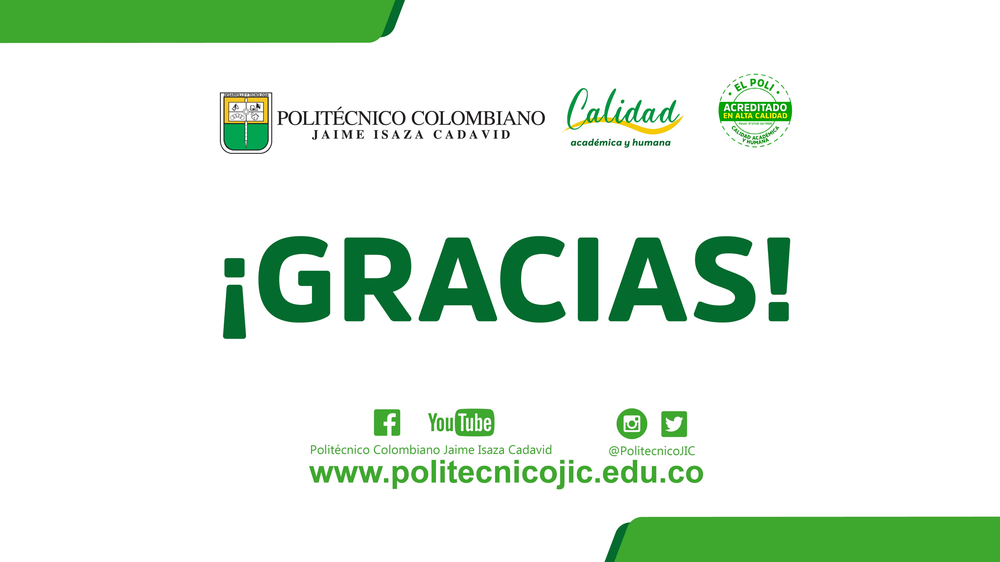 DESARROLLO Y TECNOLOGIA
POLITÉCNICO COLOMBIANO
JAIME ISAZA CADAVID
Calidad
académica y humana
EL POLI
ACREDITADO
EN ALTA CALIDAD
Resol. 015158 del MEN
CALIDAD ACADÉMICA
Y HUMANA
¡GRACIAS!
YouTube
Politécnico Colombiano Jaime Isaza Cadavid
@PolitecnicoJIC
www.politecnicojic.edu.co